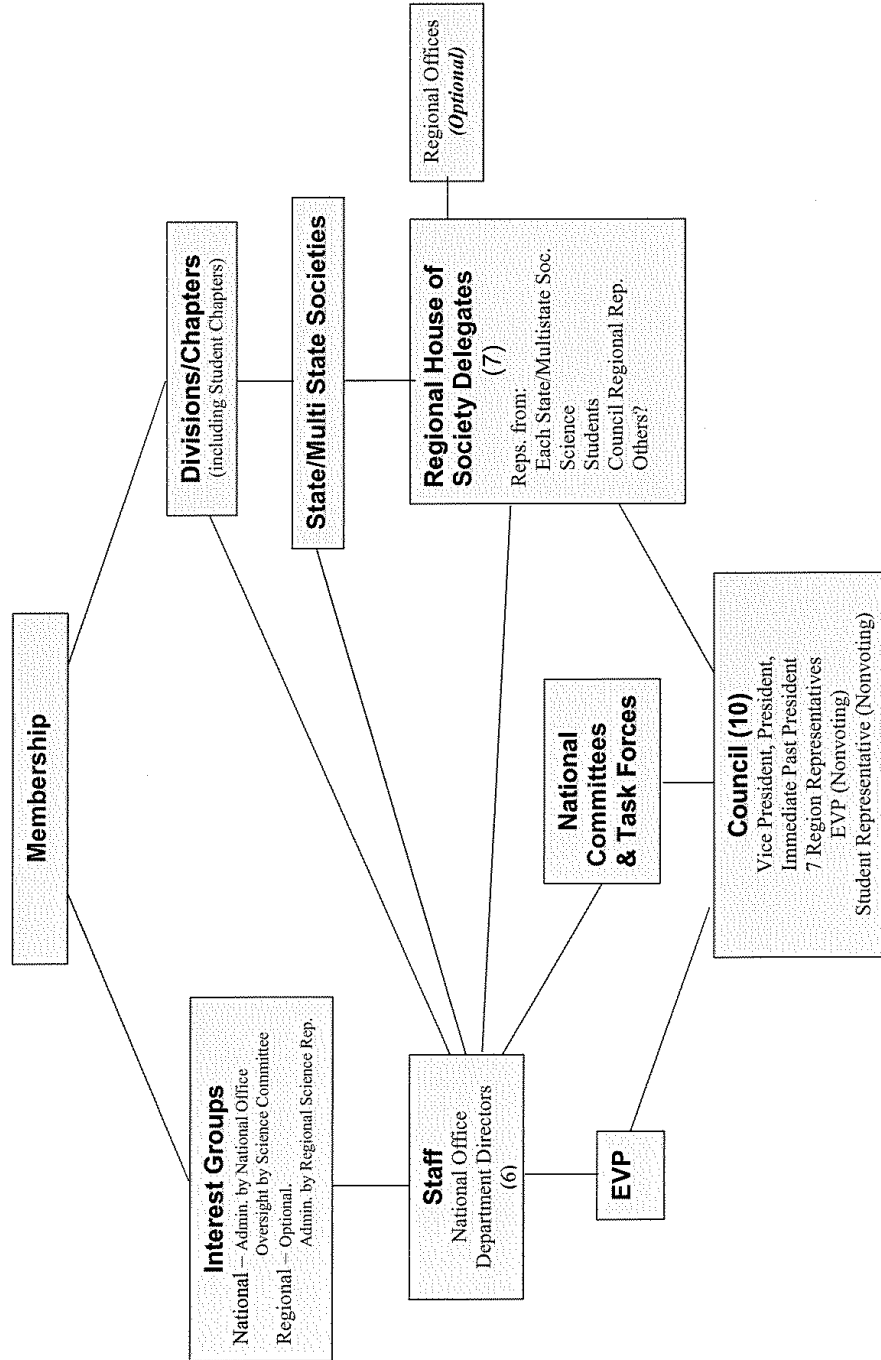 Membership
Interest Groups
National – Admin. by National Office
Oversight by Science Committee
Regional – Optional.
Admin. by Regional Science Rep.
Divisions/Chapters
(including Student Chapters)
State/Multi State Societies
Staff
National Office
Department Directors
(6)
Regional House of
Society Delegates
(7)
Reps. from:
Each State/Multistate Soc.
Science
Students
Council Regional Rep.
Others?
Regional Offices
(Optional)
National
Committees
& Task Forces
EVP
Council (10)
Vice President, President,
Immediate Past President
7 Region Representatives
EVP (Nonvoting)
Student Representative (Nonvoting)